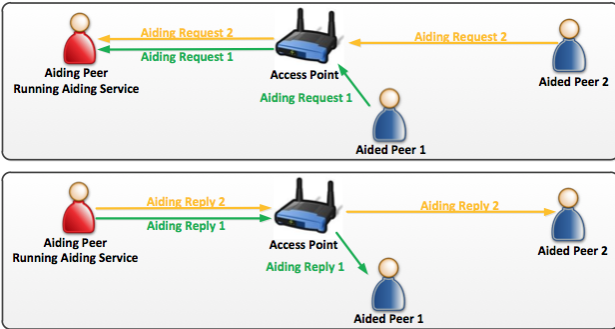 Aiding Request 2
Aiding Request 2
Aiding Request 1
Aiding Peer
Running Aiding Service
Access Point
Aided Peer 2
Aiding Request 1
Aided Peer 1
Aiding Reply 2
Aiding Reply 2
Aiding Reply 1
Aiding Peer
Running Aiding Service
Access Point
Aided Peer 2
Aiding Reply 1
Aided Peer 1